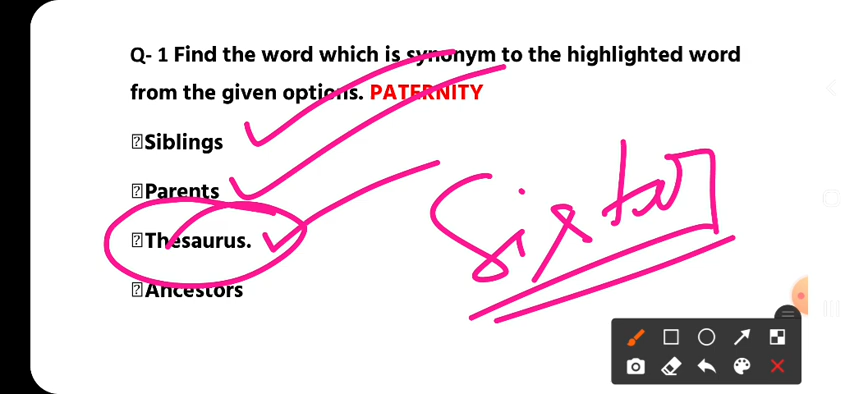 Q- 1 Find the word which is synonym to the highlighted word
from the given options. PATERNITY
Siblings
Parents
Thesaurus.
Ancestors